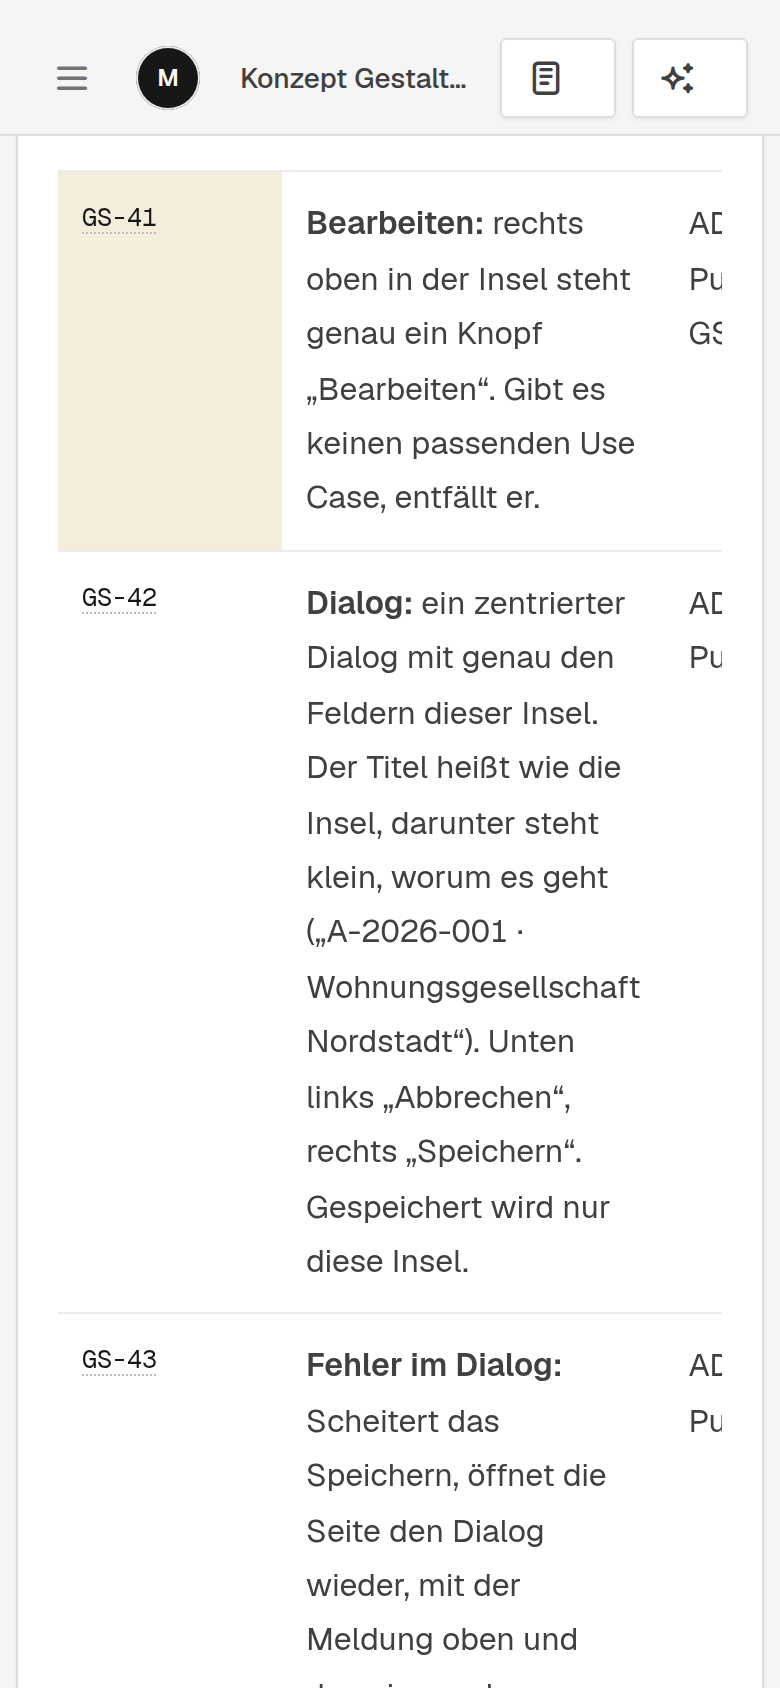 M
Konzept Gestalt...
GS-41
Bearbeiten: rechts
oben in der Insel steht
genau ein Knopf
„Bearbeiten“. Gibt es
keinen passenden Use
Case, entfällt er.
GS-42
Dialog: ein zentrierter
Dialog mit genau den
Feldern dieser Insel.
Der Titel heißt wie die
Insel, darunter steht
klein, worum es geht
(„A-2026-001 ·
Wohnungsgesellschaft
Nordstadt“). Unten
links „Abbrechen“,
rechts „Speichern“.
Gespeichert wird nur
diese Insel.
GS-43
Fehler im Dialog:
Scheitert das
Speichern, öffnet die
Seite den Dialog
wieder, mit der
Meldung oben und